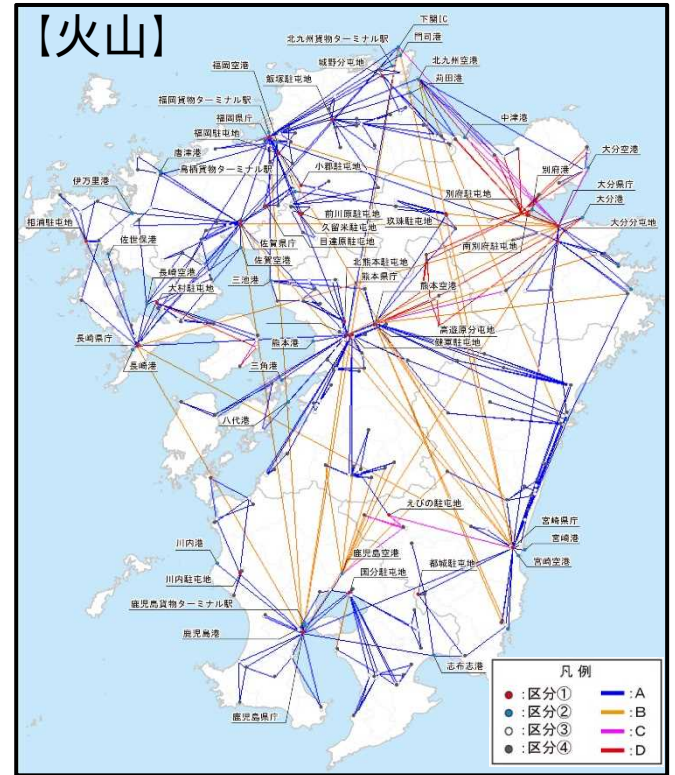 【火山】
下関IC
北九州貨物ターミナル駅
門司港
城野分屯地
北九州空港
福岡空港
苅田港
飯塚駐屯地
福岡貨物ターミナル駅
中津港
福岡県庁
福岡駐屯地
大分空港
唐津港
別府港
鳥栖貨物ターミナル駅
小郡駐屯地
大分県庁
伊万里港
別府駐屯地
大分港
前川原駐屯地
玖珠駐屯地
大分分屯地
相浦駐屯地
久留米駐屯地
佐世保港
佐賀県庁
目達原駐屯地
南別府駐屯地
佐賀空港
北熊本駐屯地
長崎空港
三池港
熊本県庁
大村駐屯地
熊本空港
高遊原分屯地
長崎県庁
熊本港
健軍駐屯地
長崎港
三角港
八代港
えびの駐屯地
宮崎県庁
宮崎港
川内港
鹿児島空港
宮崎空港
国分駐屯地
都城駐屯地
川内駐屯地
鹿児島貨物ターミナル駅
鹿児島港
志布志港
鹿児島県庁
凡例
:区分① :A
:区分② :B
:区分③ :C
:区分④ :D